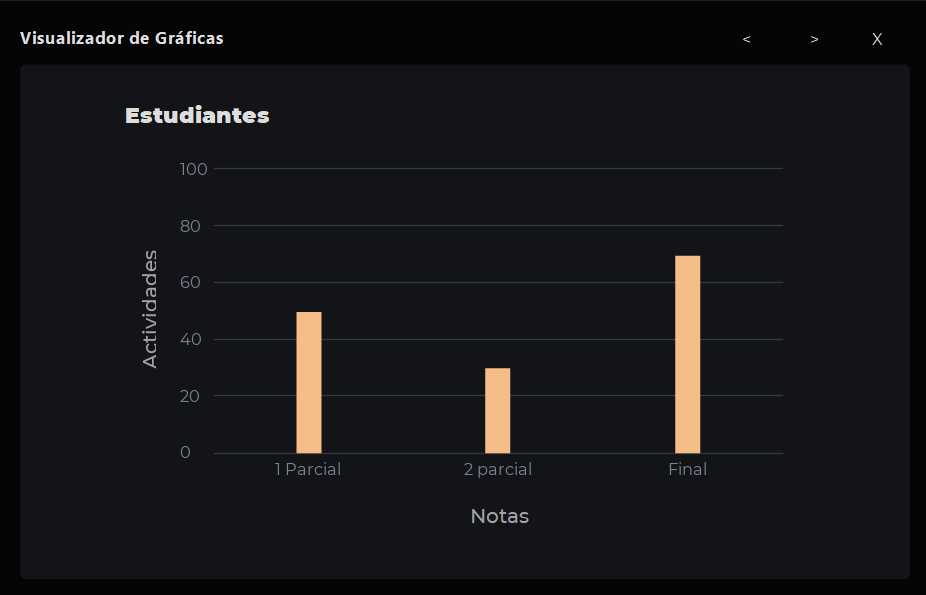 Visualizador de Gráficas
< > X
Estudiantes
100
80
60
40
20
0
Actividades
1 Parcial 2 parcial Final
Notas